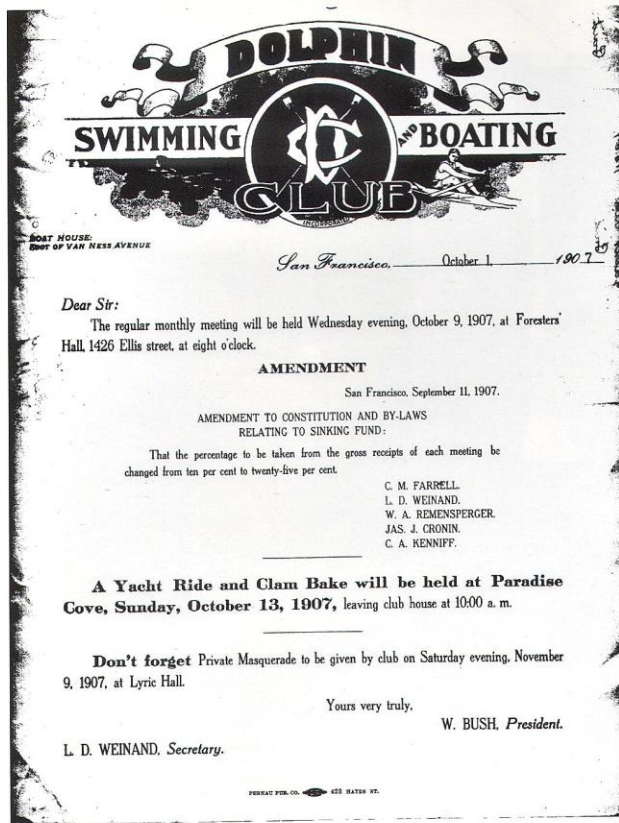 DOLPHIN
SWIMMING AND BOATING
CLUB
INCORPORATED
BOAT HOUSE:
FOOT OF VAN NESS AVENUE
San Francisco, October 1, 1907
Dear Sir:
The regular monthly meeting will be held Wednesday evening, October 9, 1907, at Foresters'
Hall, 1426 Ellis street, at eight o'clock.
AMENDMENT
San Francisco, September 11, 1907.
AMENDMENT TO CONSTITUTION AND BY-LAWS
RELATING TO SINKING FUND:
That the percentage to be taken from the gross receipts of each meeting be
changed from ten per cent to twenty-five per cent.
C. M. FARRELL.
L. D. WEINAND.
W. A. REMENSPERGER.
JAS. J. CRONIN.
C. A. KENNIFF.
A Yacht Ride and Clam Bake will be held at Paradise
Cove, Sunday, October 13, 1907, leaving club house at 10:00 a. m.
Don't forget Private Masquerade to be given by club on Saturday evening, November
9, 1907, at Lyric Hall.
Yours very truly,
W. BUSH, President.
L. D. WEINAND, Secretary.
PERNAU PUB. CO. 423 HAYES ST.